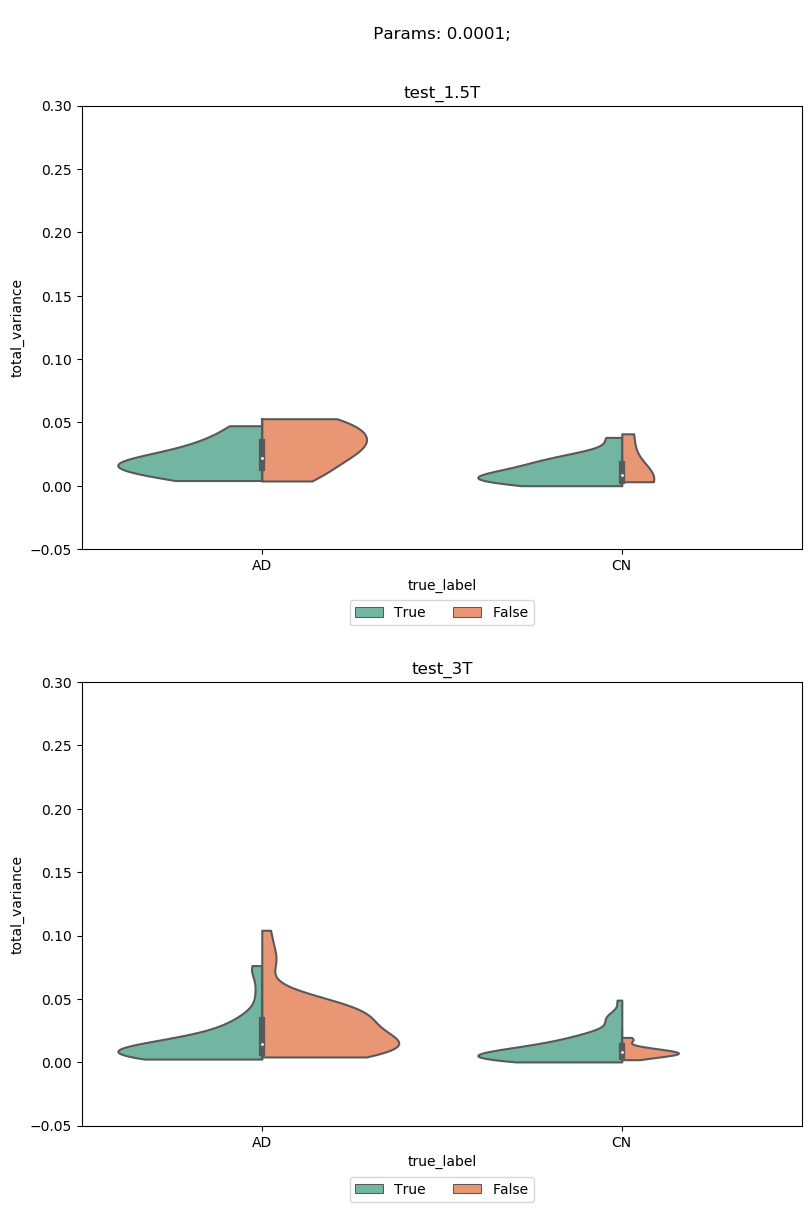 Params: 0.0001;
test_1.5T
0.30
0.25
0.20
0.15
0.10
0.05
0.00
−0.05
total_variance
AD CN
true_label
True False
test_3T
0.30
0.25
0.20
0.15
0.10
0.05
0.00
−0.05
total_variance
AD CN
true_label
True False